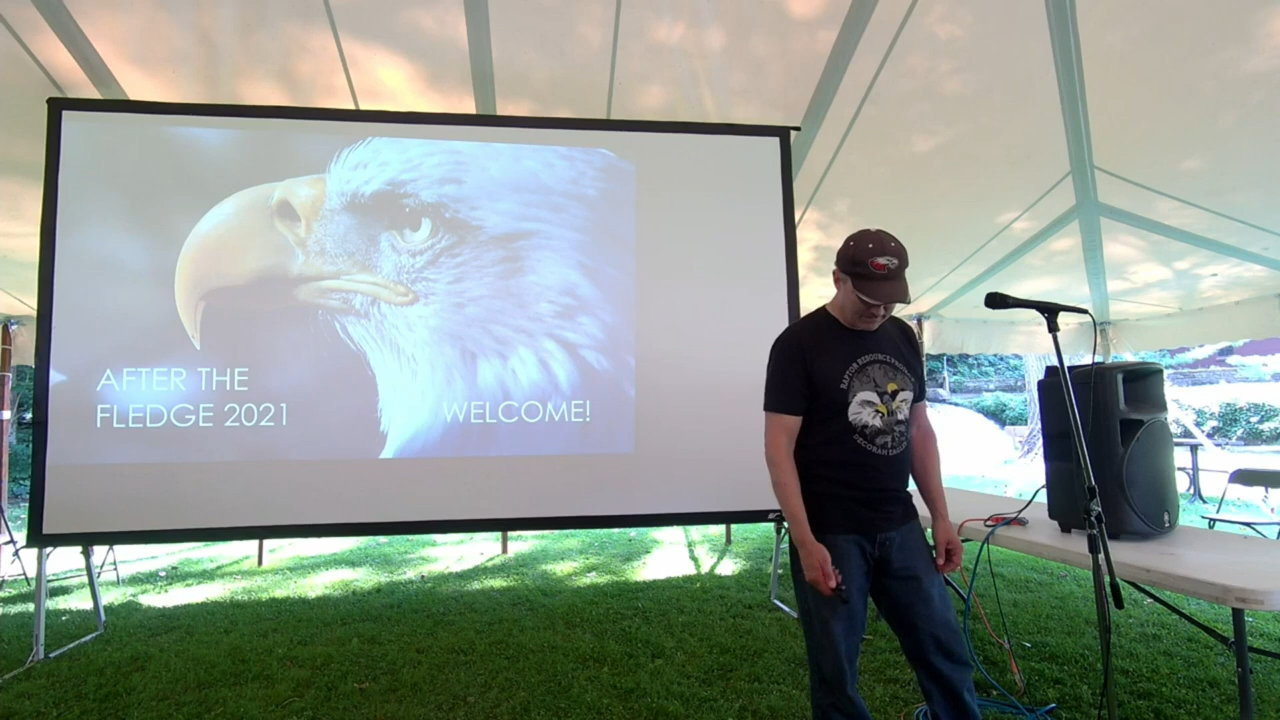 AFTER THE
FLEDGE 2021
WELCOME!
RAPTOR RESOURCE PROJECT
DECORAH EAGLES